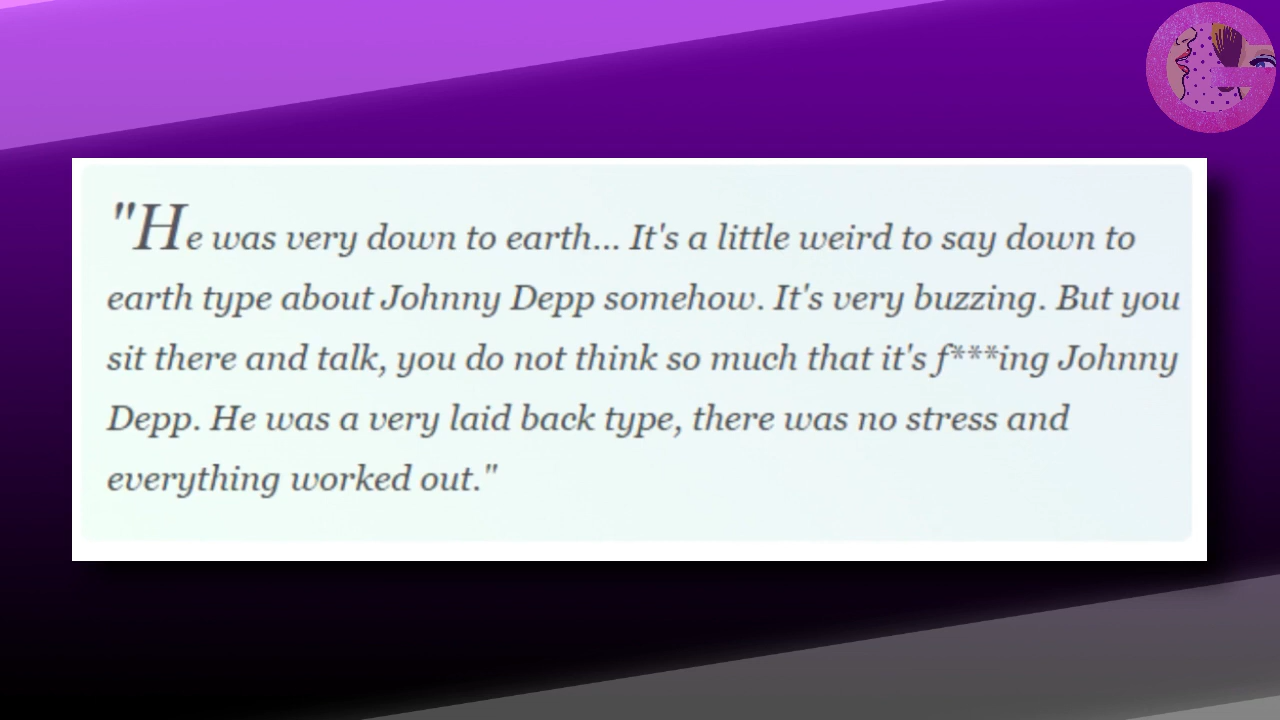 "He was very down to earth... It's a little weird to say down to
earth type about Johnny Depp somehow. It's very buzzing. But you
sit there and talk, you do not think so much that it's f***ing Johnny
Depp. He was a very laid back type, there was no stress and
everything worked out."